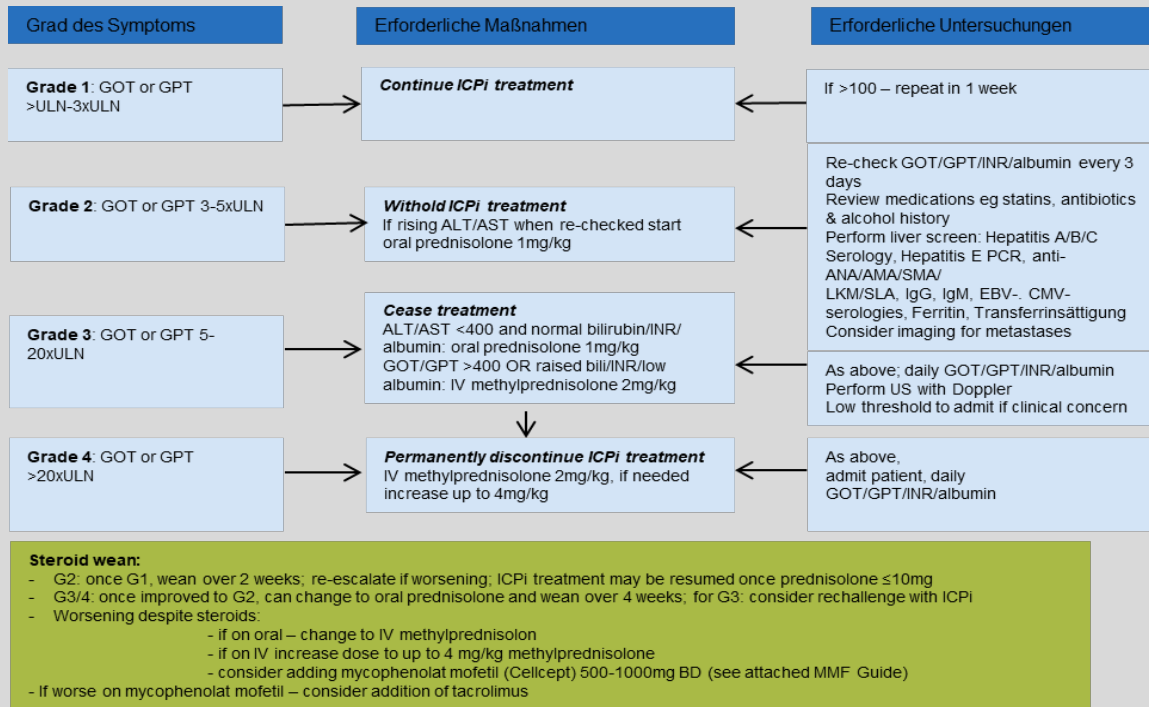 Grad des Symptoms
Erforderliche Maßnahmen
Erforderliche Untersuchungen
Grade 1: GOT or GPT
>ULN-3xULN
Continue ICPi treatment
If >100 – repeat in 1 week
Grade 2: GOT or GPT 3-5xULN
Withold ICPi treatment
If rising ALT/AST when re-checked start
oral prednisolone 1mg/kg
Re-check GOT/GPT/INR/albumin every 3
days
Review medications eg statins, antibiotics
& alcohol history
Perform liver screen: Hepatitis A/B/C
Serology, Hepatitis E PCR, anti-
ANA/AMA/SMA/
LKM/SLA, IgG, IgM, EBV-. CMV-
serologies, Ferritin, Transferrinsättigung
Consider imaging for metastases
Grade 3: GOT or GPT 5-
20xULN
Cease treatment
ALT/AST <400 and normal bilirubin/INR/
albumin: oral prednisolone 1mg/kg
GOT/GPT >400 OR raised bili/INR/low
albumin: IV methylprednisolone 2mg/kg
As above; daily GOT/GPT/INR/albumin
Perform US with Doppler
Low threshold to admit if clinical concern
Grade 4: GOT or GPT
>20xULN
Permanently discontinue ICPi treatment
IV methylprednisolone 2mg/kg, if needed
increase up to 4mg/kg
As above,
admit patient, daily
GOT/GPT/INR/albumin
Steroid wean:
- G2: once G1, wean over 2 weeks; re-escalate if worsening; ICPi treatment may be resumed once prednisolone ≤10mg
- G3/4: once improved to G2, can change to oral prednisolone and wean over 4 weeks; for G3: consider rechallenge with ICPi
- Worsening despite steroids:
- if on oral – change to IV methylprednisolon
- if on IV increase dose to up to 4 mg/kg methylprednisolone
- consider adding mycophenolat mofetil (Cellcept) 500-1000mg BD (see attached MMF Guide)
- If worse on mycophenolat mofetil – consider addition of tacrolimus